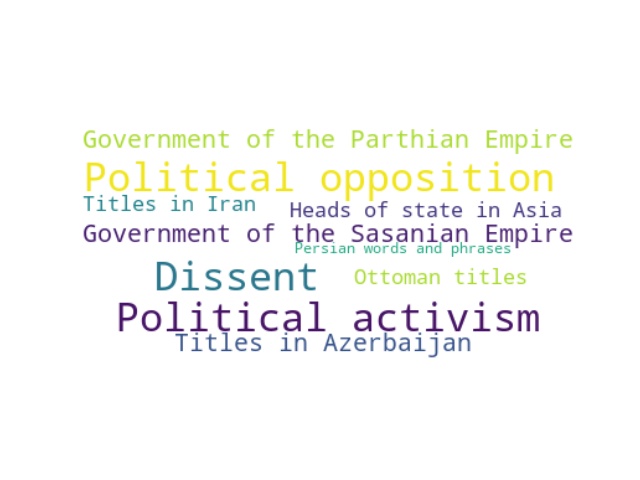 Government of the Parthian Empire
Political opposition
Titles in Iran
Heads of state in Asia
Government of the Sasanian Empire
Persian words and phrases
Dissent
Ottoman titles
Political activism
Titles in Azerbaijan